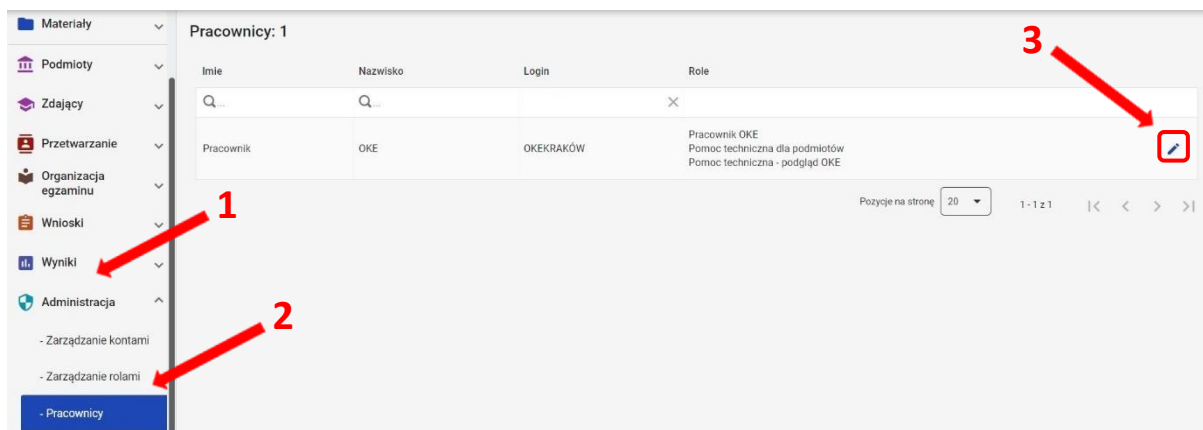 Materiały
Podmioty
Zdający
Przetwarzanie
Organizacja
egzaminu
Wnioski
Wyniki
Administracja
- Zarządzanie kontami
- Zarządzanie rolami
- Pracownicy
1
2
3
Pracownicy: 1
Imie Nazwisko Login Role
... ...
Pracownik OKE OKEKRAKÓW Pracownik OKE
Pomoc techniczna dla podmiotów
Pomoc techniczna - podgląd OKE
Pozycje na stronę 20 1 - 1 z 1